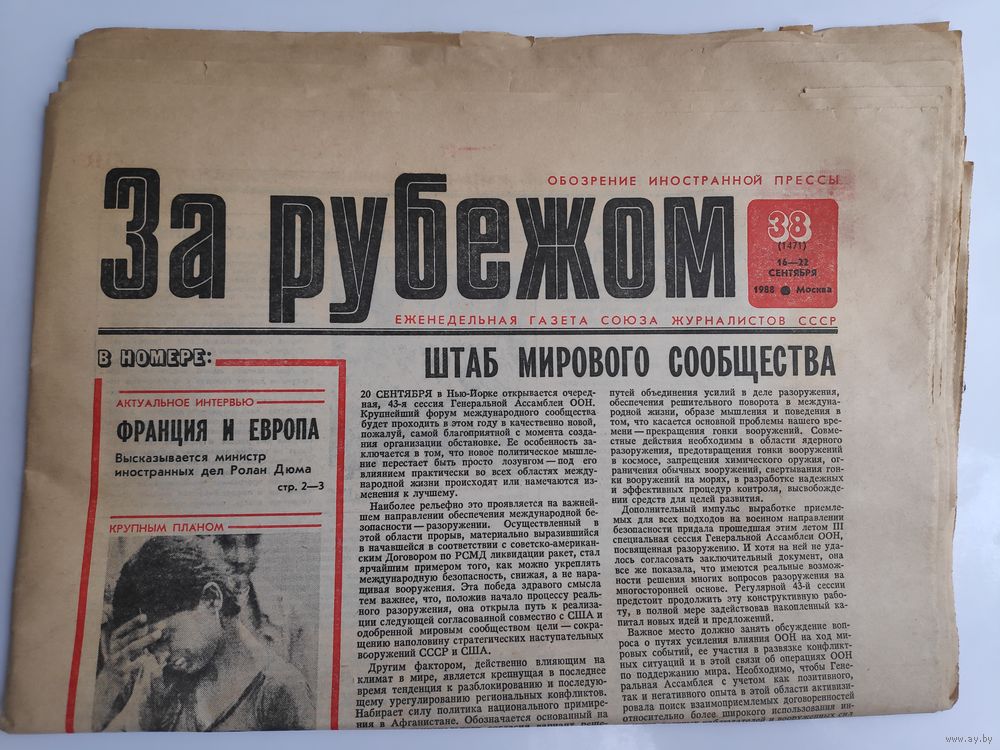 ОБОЗРЕНИЕ ИНОСТРАННОЙ ПРЕССЫ
За рубежом
38
(1471)
16—22
СЕНТЯБРЯ
1988 ● Москва
ЕЖЕНЕДЕЛЬНАЯ ГАЗЕТА СОЮЗА ЖУРНАЛИСТОВ СССР
В НОМЕРЕ:
АКТУАЛЬНОЕ ИНТЕРВЬЮ
ФРАНЦИЯ И ЕВРОПА
Высказывается министр
иностранных дел Ролан Дюма
стр. 2—3
КРУПНЫМ ПЛАНОМ
ШТАБ МИРОВОГО СООБЩЕСТВА
20 СЕНТЯБРЯ в Нью-Йорке открывается очеред-
ная, 43-я сессия Генеральной Ассамблеи ООН.
Крупнейший форум международного сообщества
будет проходить в этом году в качественно новой,
пожалуй, самой благоприятной с момента созда-
ния организации обстановке. Ее особенность за-
ключается в том, что новое политическое мышле-
ние перестает быть просто лозунгом — под его
влиянием практически во всех областях между-
народной жизни происходят или намечаются из-
менения к лучшему.
Наиболее рельефно это проявляется на важней-
шем направлении обеспечения международной бе-
зопасности — разоружении. Осуществленный в
этой области прорыв, материально выразившийся
в начавшейся в соответствии с советско-американ-
ским Договором по РСМД ликвидации ракет, стал
ярчайшим примером того, как можно укреплять
международную безопасность, снижая, а не нара-
щивая вооружения. Эта победа здравого смысла
тем важнее, что, положив начало процессу реаль-
ного разоружения, она открыла путь к реализа-
ции следующей согласованной совместно с США и
одобренной мировым сообществом цели — сокра-
щению наполовину стратегических наступательных
вооружений СССР и США.
Другим фактором, действенно влияющим на
климат в мире, является крепнущая в последнее
время тенденция к разблокированию и последую-
щему урегулированию региональных конфликтов.
Набирает силу политика национального примире-
ния в Афганистане. Обозначается основанный на
путей объединения усилий в деле разоружения,
обеспечения решительного поворота в междуна-
родной жизни, образе мышления и поведения в
том, что касается основной проблемы нашего вре-
мени — прекращения гонки вооружений. Совме-
стные действия необходимы в области ядерного
разоружения, предотвращения гонки вооружений
в космосе, запрещения химического оружия, ог-
раничения обычных вооружений, свертывания гон-
ки вооружений на морях, в разработке надежных
и эффективных процедур контроля, высвобожде-
нии средств для целей развития.
Дополнительный импульс выработке приемле-
мых для всех подходов на военном направлении
безопасности придала прошедшая этим летом III
специальная сессия Генеральной Ассамблеи ООН,
посвященная разоружению. И хотя на ней не уда-
лось согласовать заключительный документ, она
все же показала, что имеются реальные возмож-
ности решения многих вопросов разоружения на
многосторонней основе. Регулярной 43-й сессии
предстоит продолжить эту конструктивную рабо-
ту, в полной мере задействовав накопленный ка-
питал новых идей и предложений.
Важное место должно занять обсуждение воп-
роса о путях усиления влияния ООН на ход ми-
ровых событий, ее участия в развязке конфликт-
ных ситуаций и в этой связи об операциях ООН
по поддержанию мира. Необходимо, чтобы Гене-
ральная Ассамблея с учетом как позитивного,
так и негативного опыта в этой области активизи-
ровала поиск взаимоприемлемых договоренностей
относительно более широкого использования ин-
www.ay.by